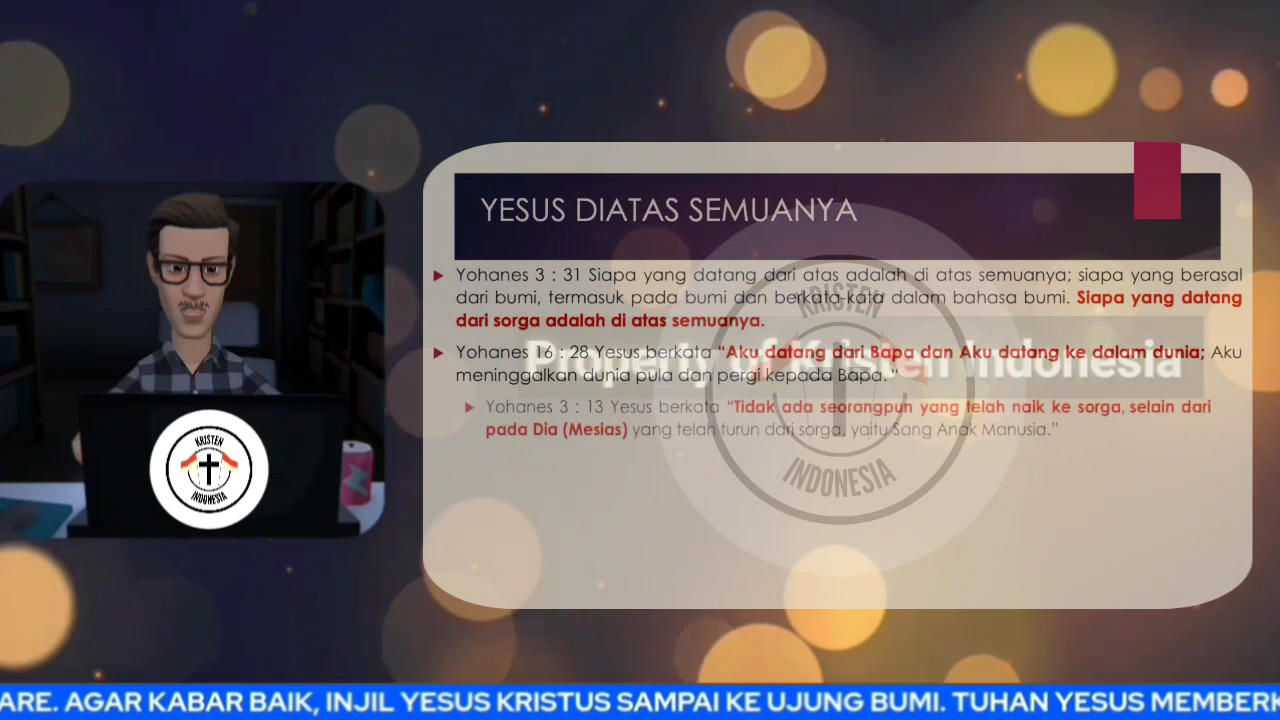 YESUS DIATAS SEMUANYA
Yohanes 3 : 31 Siapa yang datang dari atas adalah di atas semuanya; siapa yang berasal
dari bumi, termasuk pada bumi dan berkata-kata dalam bahasa bumi. Siapa yang datang
dari sorga adalah di atas semuanya.
Yohanes 16 : 28 Yesus berkata "Aku datang dari Bapa dan Aku datang ke dalam dunia; Aku
meninggalkan dunia pula dan pergi kepada Bapa."
Yohanes 3 : 13 Yesus berkata "Tidak ada seorangpun yang telah naik ke sorga, selain dari
pada Dia (Mesias) yang telah turun dari sorga, yaitu Sang Anak Manusia."
Property of Kristen Indonesia
KRISTEN
INDONESIA
KRISTEN
INDONESIA
ARE. AGAR KABAR BAIK, INJIL YESUS KRISTUS SAMPAI KE UJUNG BUMI. TUHAN YESUS MEMBERK